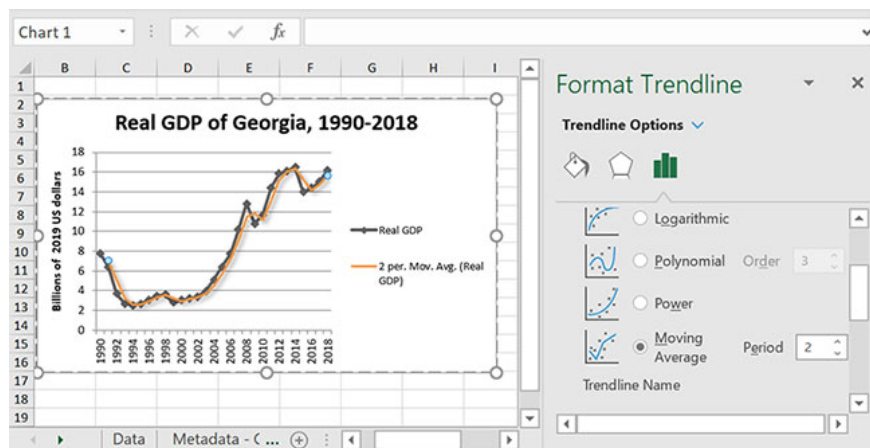 Chart 1
fx
B C D E F G H I
1
2
3
4
5
6
7
8
9
10
11
12
13
14
15
16
17
18
19
Real GDP of Georgia, 1990-2018
Billions of 2019 US dollars
18
16
14
12
10
8
6
4
2
0
1990 1992 1994 1996 1998 2000 2002 2004 2006 2008 2010 2012 2014 2016 2018
Real GDP
2 per. Mov. Avg. (Real
GDP)
Data Metadata - C ...
Format Trendline
Trendline Options
Logarithmic
Polynomial Order 3
Power
Moving
Average Period 2
Trendline Name